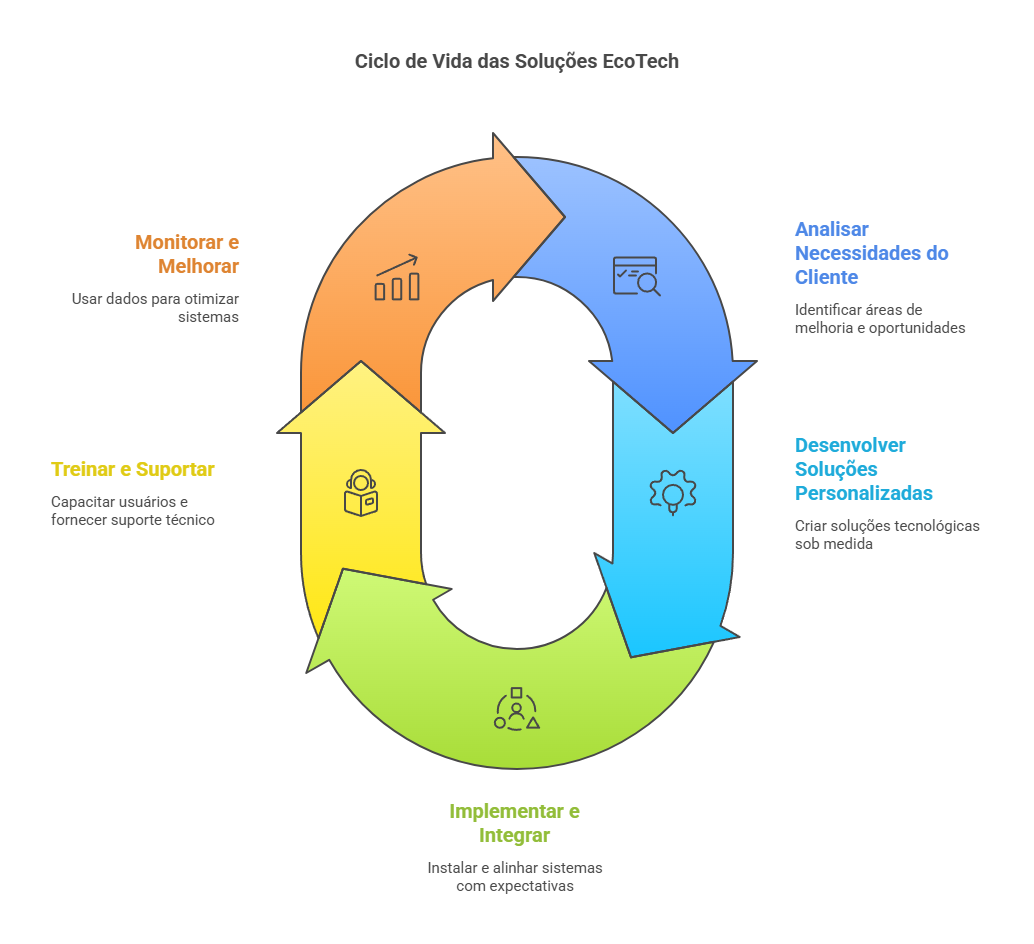 Ciclo de Vida das Soluções EcoTech
Analisar
Necessidades do
Cliente
Identificar áreas de
melhoria e oportunidades
Desenvolver
Soluções
Personalizadas
Criar soluções tecnológicas
sob medida
Implementar e
Integrar
Instalar e alinhar sistemas
com expectativas
Treinar e Suportar
Capacitar usuários e
fornecer suporte técnico
Monitorar e
Melhorar
Usar dados para otimizar
sistemas